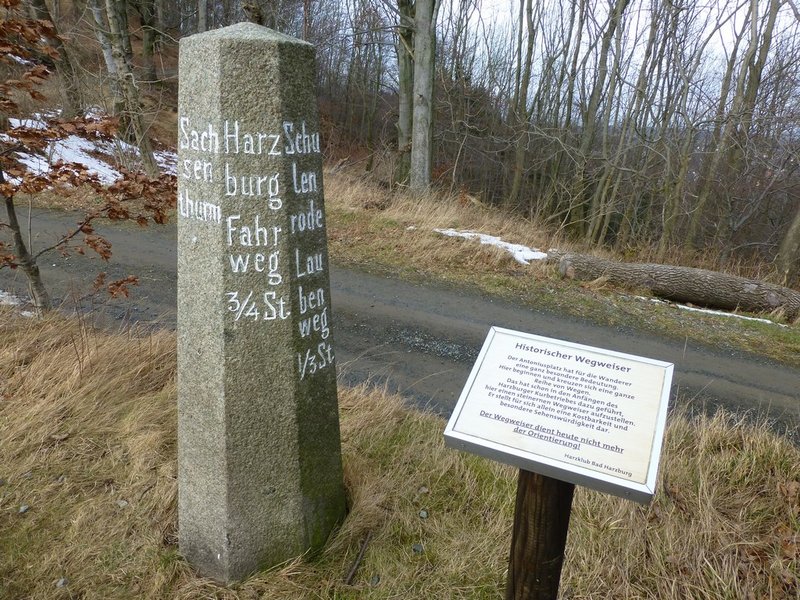 Sach
sen
thurm
Harz
burg
Fahr
weg
3/4 St
Schu
len
rode
Lau
ben
weg
1/3 St
Historischer Wegweiser
Der Antoniusplatz hat für die Wanderer
eine ganz besondere Bedeutung.
Hier beginnen und kreuzen sich eine ganze
Reihe von Wegen.
Das hat schon in den Anfängen des
Harzburger Kurbetriebes dazu geführt,
hier einen steinernen Wegweiser aufzustellen.
Er stellt für sich allein eine Kostbarkeit und
besondere Sehenswürdigkeit dar.
Der Wegweiser dient heute nicht mehr
der Orientierung!
Harzklub Bad Harzburg